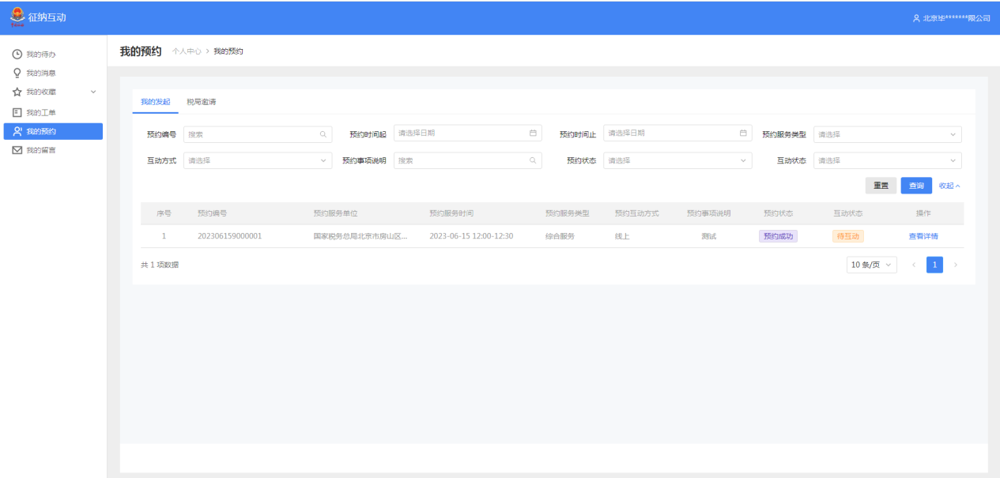 征纳互动
北京毕*******限公司
我的待办
我的消息
我的收藏
我的工单
我的预约
我的留言
我的预约 个人中心 > 我的预约
我的发起 税局邀请
预约编号 搜索 预约时间起 请选择日期 预约时间止 请选择日期 预约服务类型 请选择
互动方式 请选择 预约事项说明 搜索 预约状态 请选择 互动状态 请选择
重置 查询 收起
序号 预约编号 预约服务单位 预约服务时间 预约服务类型 预约互动方式 预约事项说明 预约状态 互动状态 操作
1 202306159000001 国家税务总局北京市房山区... 2023-06-15 12:00-12:30 综合服务 线上 测试 预约成功 待互动 查看详情
共 1 项数据 10 条/页 < 1 >